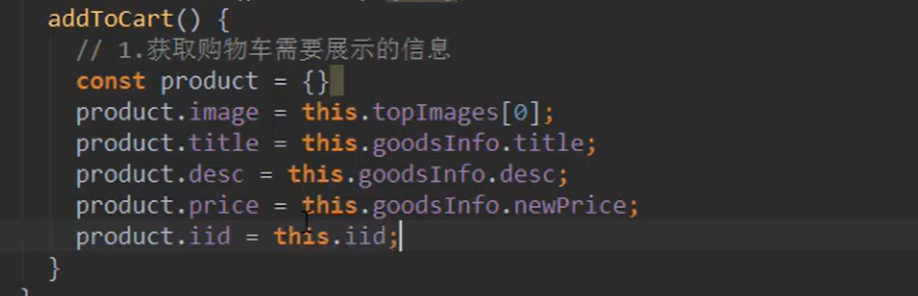 addToCart() {
// 1.获取购物车需要展示的信息
const product = {}
product.image = this.topImages[0];
product.title = this.goodsInfo.title;
product.desc = this.goodsInfo.desc;
product.price = this.goodsInfo.newPrice;
product.iid = this.iid;
}